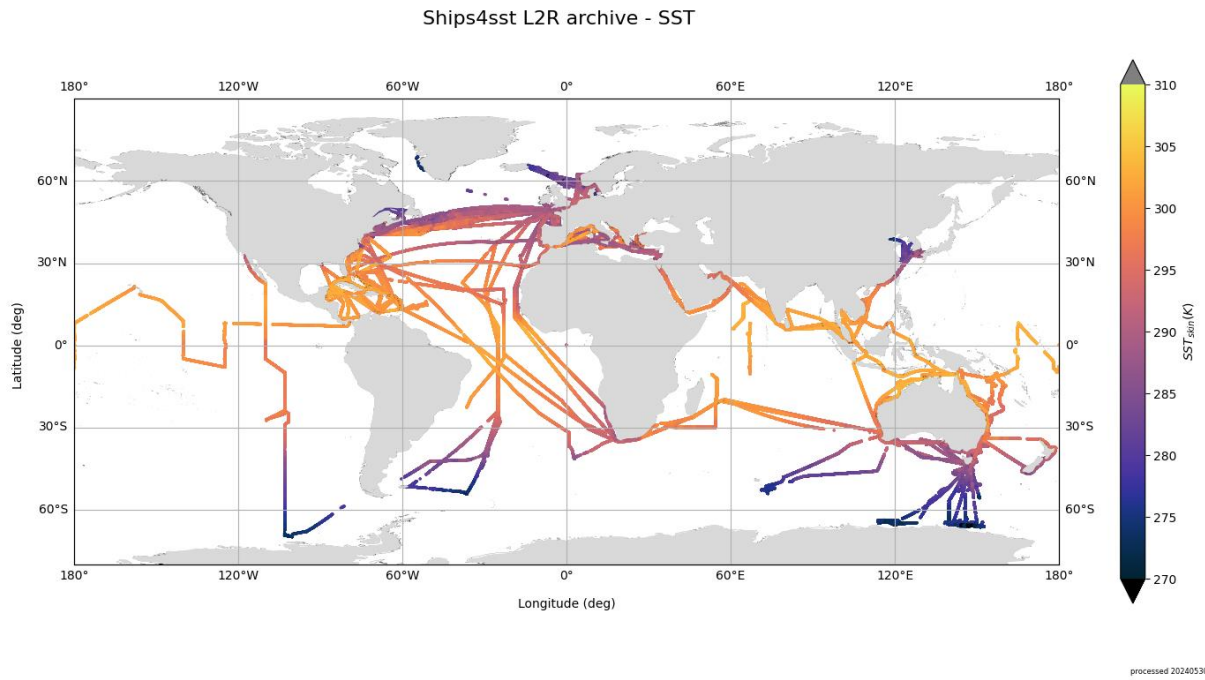 Ships4sst L2R archive - SST
180° 120°W 60°W 0° 60°E 120°E 180°
310
305
60°N 60°N
300
30°N 30°N
295
Latitude (deg)
0° 0°
290
SST_skin(K)
285
30°S 30°S
280
60°S 60°S
275
180° 120°W 60°W 0° 60°E 120°E 180°
270
Longitude (deg)
processed 20240530